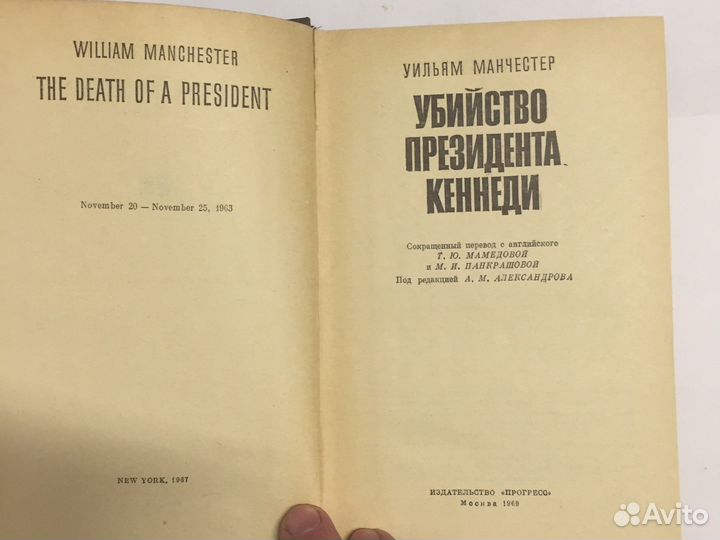 WILLIAM MANCHESTER
THE DEATH OF A PRESIDENT
November 20 — November 25, 1963
NEW YORK, 1967
УИЛЬЯМ МАНЧЕСТЕР
УБИЙСТВО
ПРЕЗИДЕНТА
КЕННЕДИ
Сокращенный перевод с английского
Т. Ю. МАМЕДОВОЙ
и М. И. ПАНКРАШОВОЙ
Под редакцией А. М. АЛЕКСАНДРОВА
ИЗДАТЕЛЬСТВО «ПРОГРЕСС»
Москва 1969
Avito